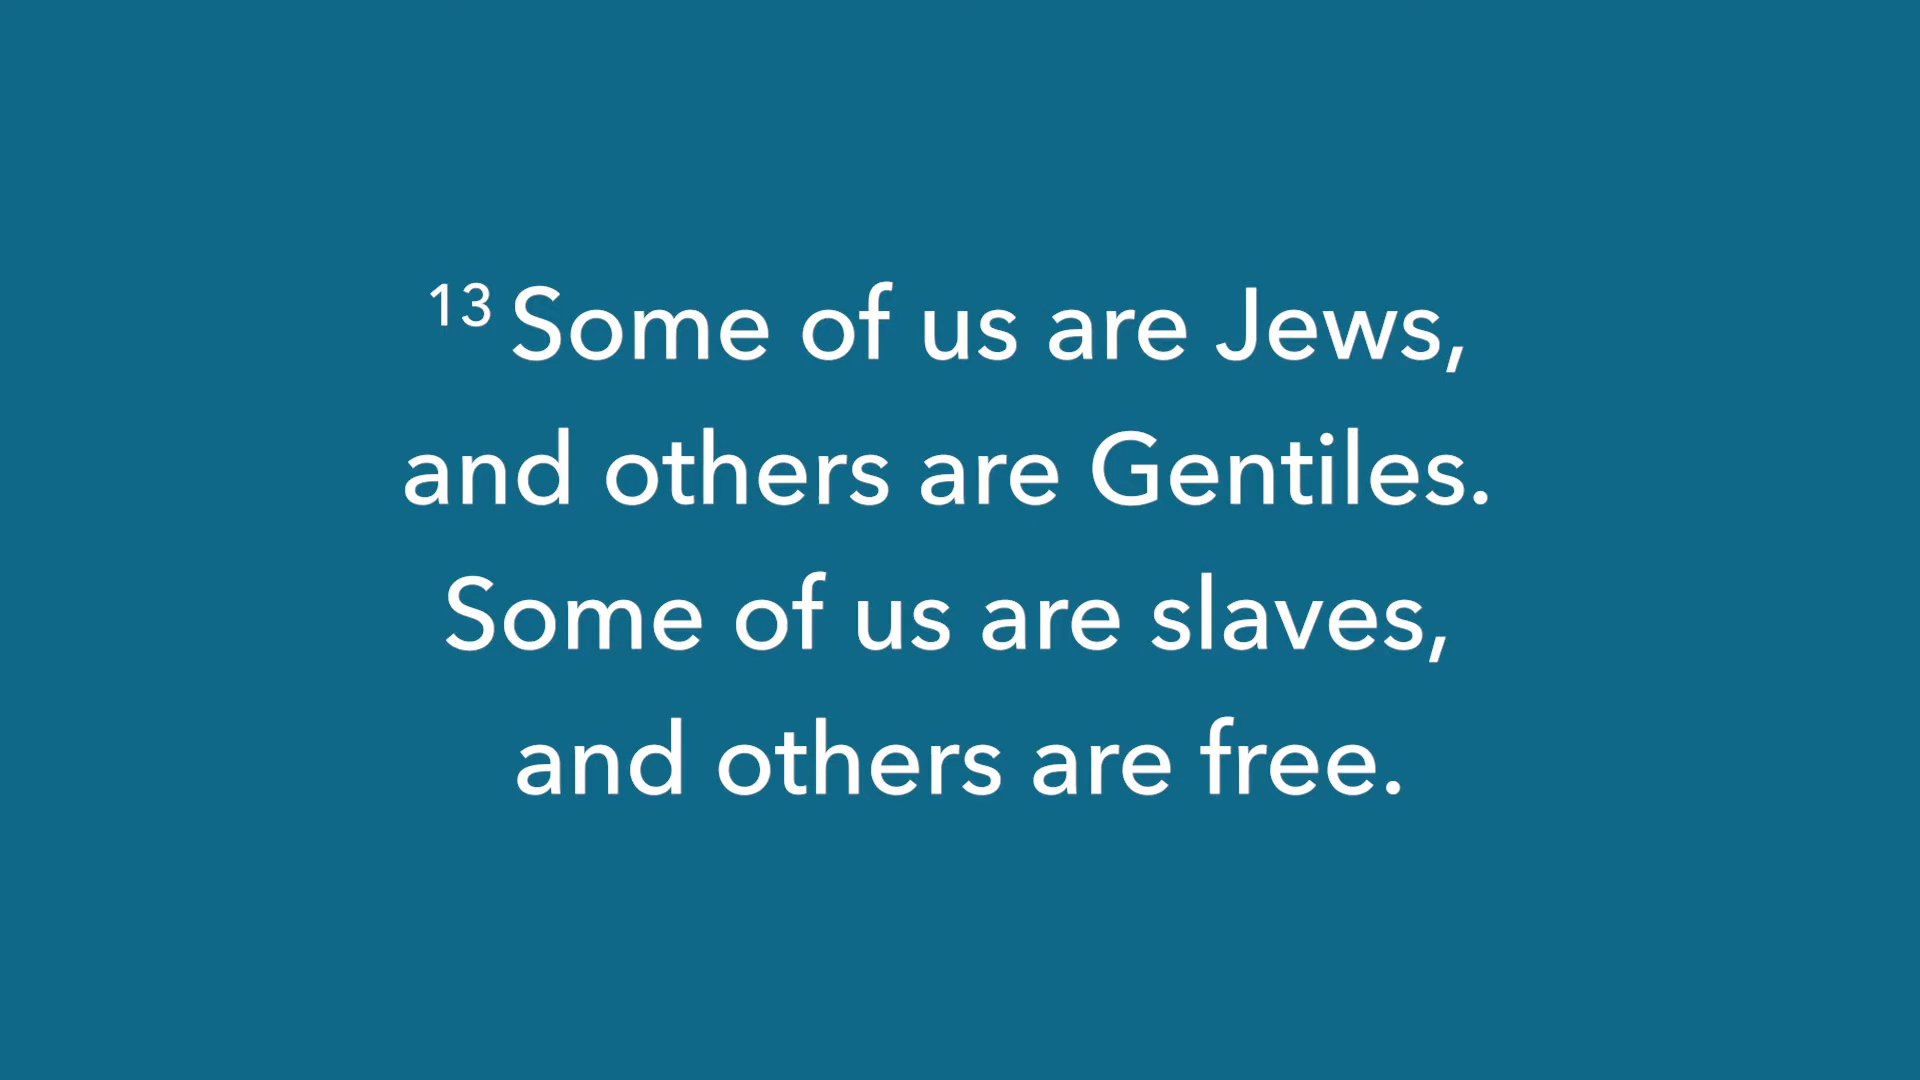 13 Some of us are Jews,
and others are Gentiles.
Some of us are slaves,
and others are free.